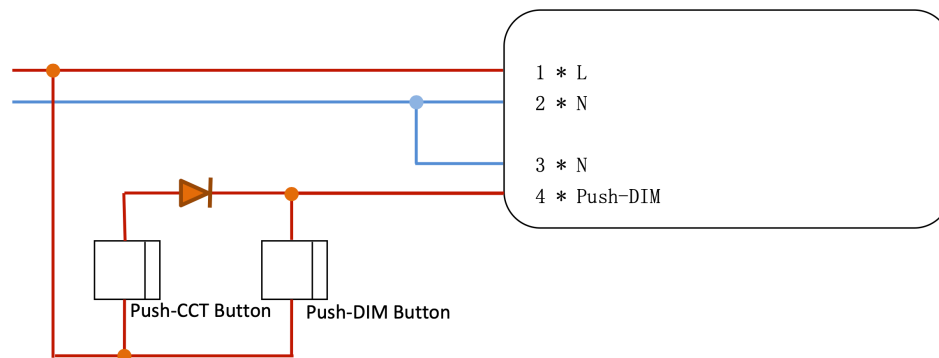 1 * L
2 * N
3 * N
4 * Push-DIM
Push-CCT Button
Push-DIM Button